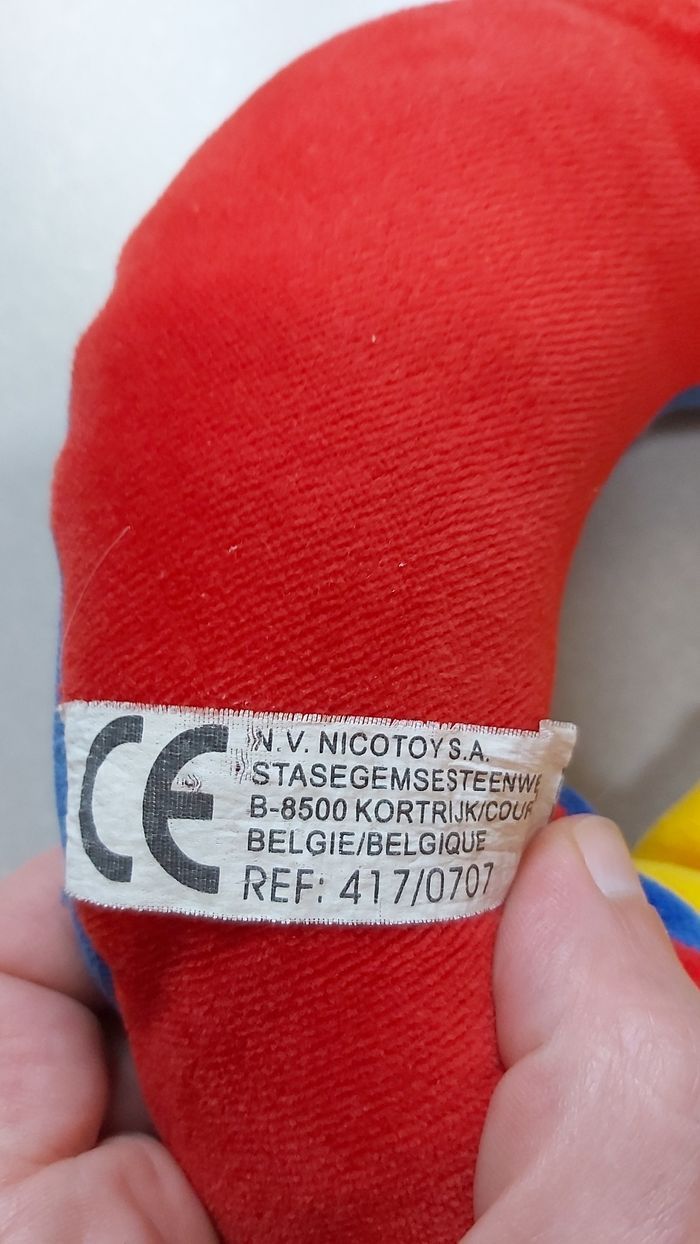 CE
N.V. NICOTOY S.A.
STASEGEMSESTEENWE
B-8500 KORTRIJK/COUR
BELGIE/BELGIQUE
REF: 417/0707